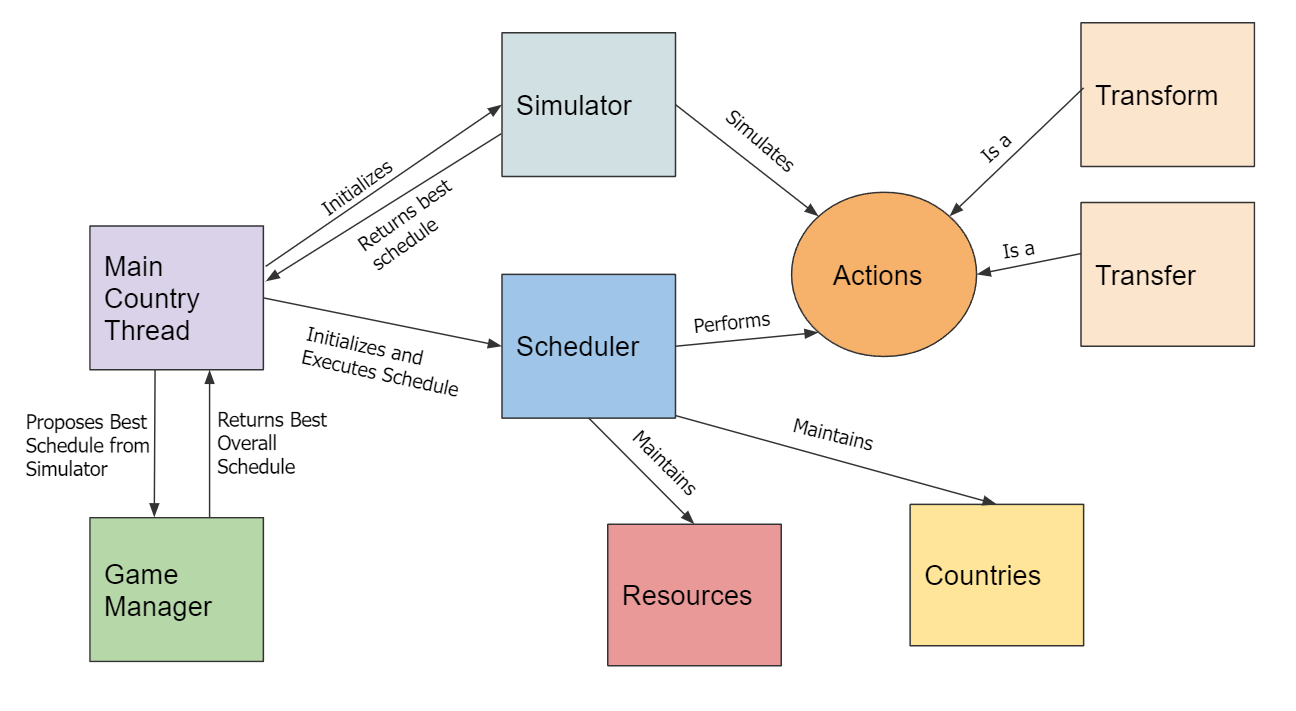 Simulator
Transform
Simulates
Is a
Initializes
Returns best
schedule
Main
Country
Thread
Actions
Is a
Transfer
Scheduler
Performs
Initializes and
Executes Schedule
Proposes Best
Schedule from
Simulator
Returns Best
Overall
Schedule
Maintains
Maintains
Game
Manager
Resources
Countries